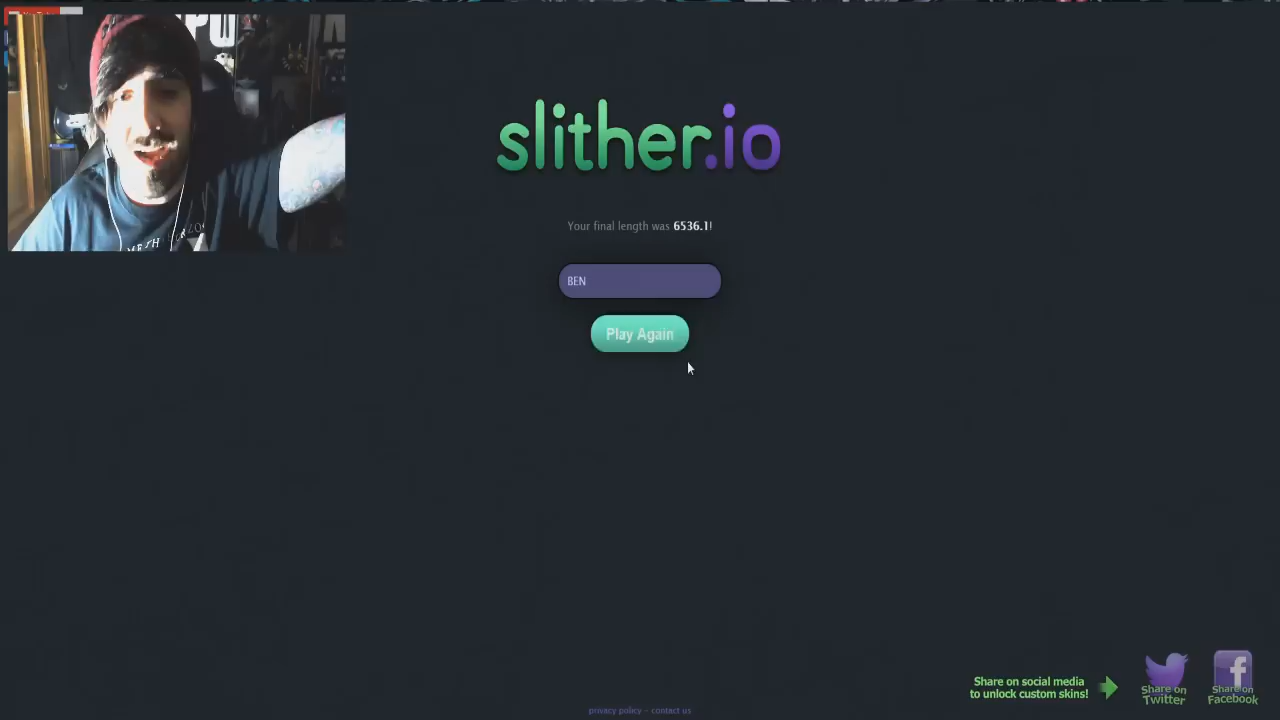 slither.io
Your final length was 6536.1!
BEN
Play Again
Share on social media
to unlock custom skins!
Share on
Twitter
Share on
Facebook
privacy policy - contact us